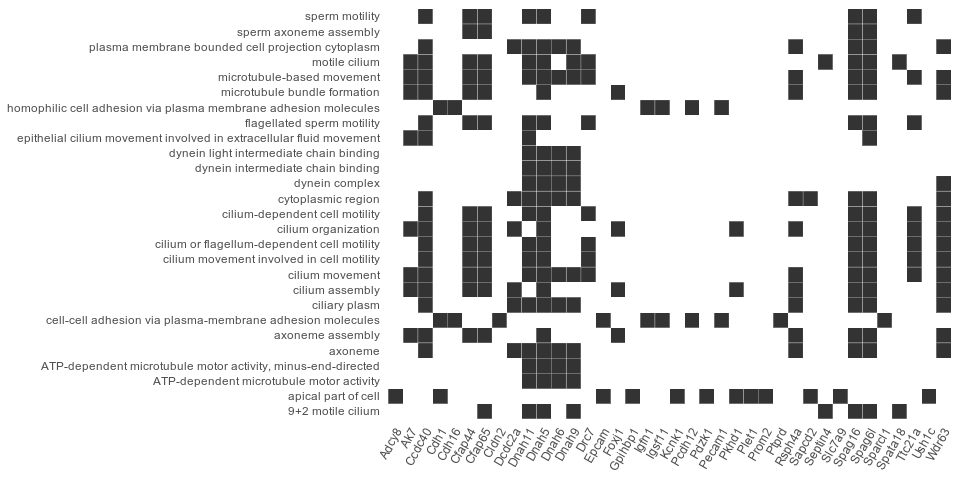 sperm motility
sperm axoneme assembly
plasma membrane bounded cell projection cytoplasm
motile cilium
microtubule-based movement
microtubule bundle formation
homophilic cell adhesion via plasma membrane adhesion molecules
flagellated sperm motility
epithelial cilium movement involved in extracellular fluid movement
dynein light intermediate chain binding
dynein intermediate chain binding
dynein complex
cytoplasmic region
cilium-dependent cell motility
cilium organization
cilium or flagellum-dependent cell motility
cilium movement involved in cell motility
cilium movement
cilium assembly
ciliary plasm
cell-cell adhesion via plasma-membrane adhesion molecules
axoneme assembly
axoneme
ATP-dependent microtubule motor activity, minus-end-directed
ATP-dependent microtubule motor activity
apical part of cell
9+2 motile cilium
Adcy8
Ak7
Ccdc40
Cdh1
Cdh16
Cfap44
Cfap65
Cldn2
Dcdc2a
Dnah11
Dnah5
Dnah6
Dnah9
Drc7
Epcam
Foxj1
Gpihbp1
Igfn1
Igsf11
Kcnk1
Pcdh12
Pdzk1
Pecam1
Pkhd1
Plet1
Prom2
Ptprd
Rsph4a
Sapcd2
Septin4
Slc7a9
Spag16
Spag6l
Sparcl1
Spata18
Ttc21a
Ush1c
Wdr63